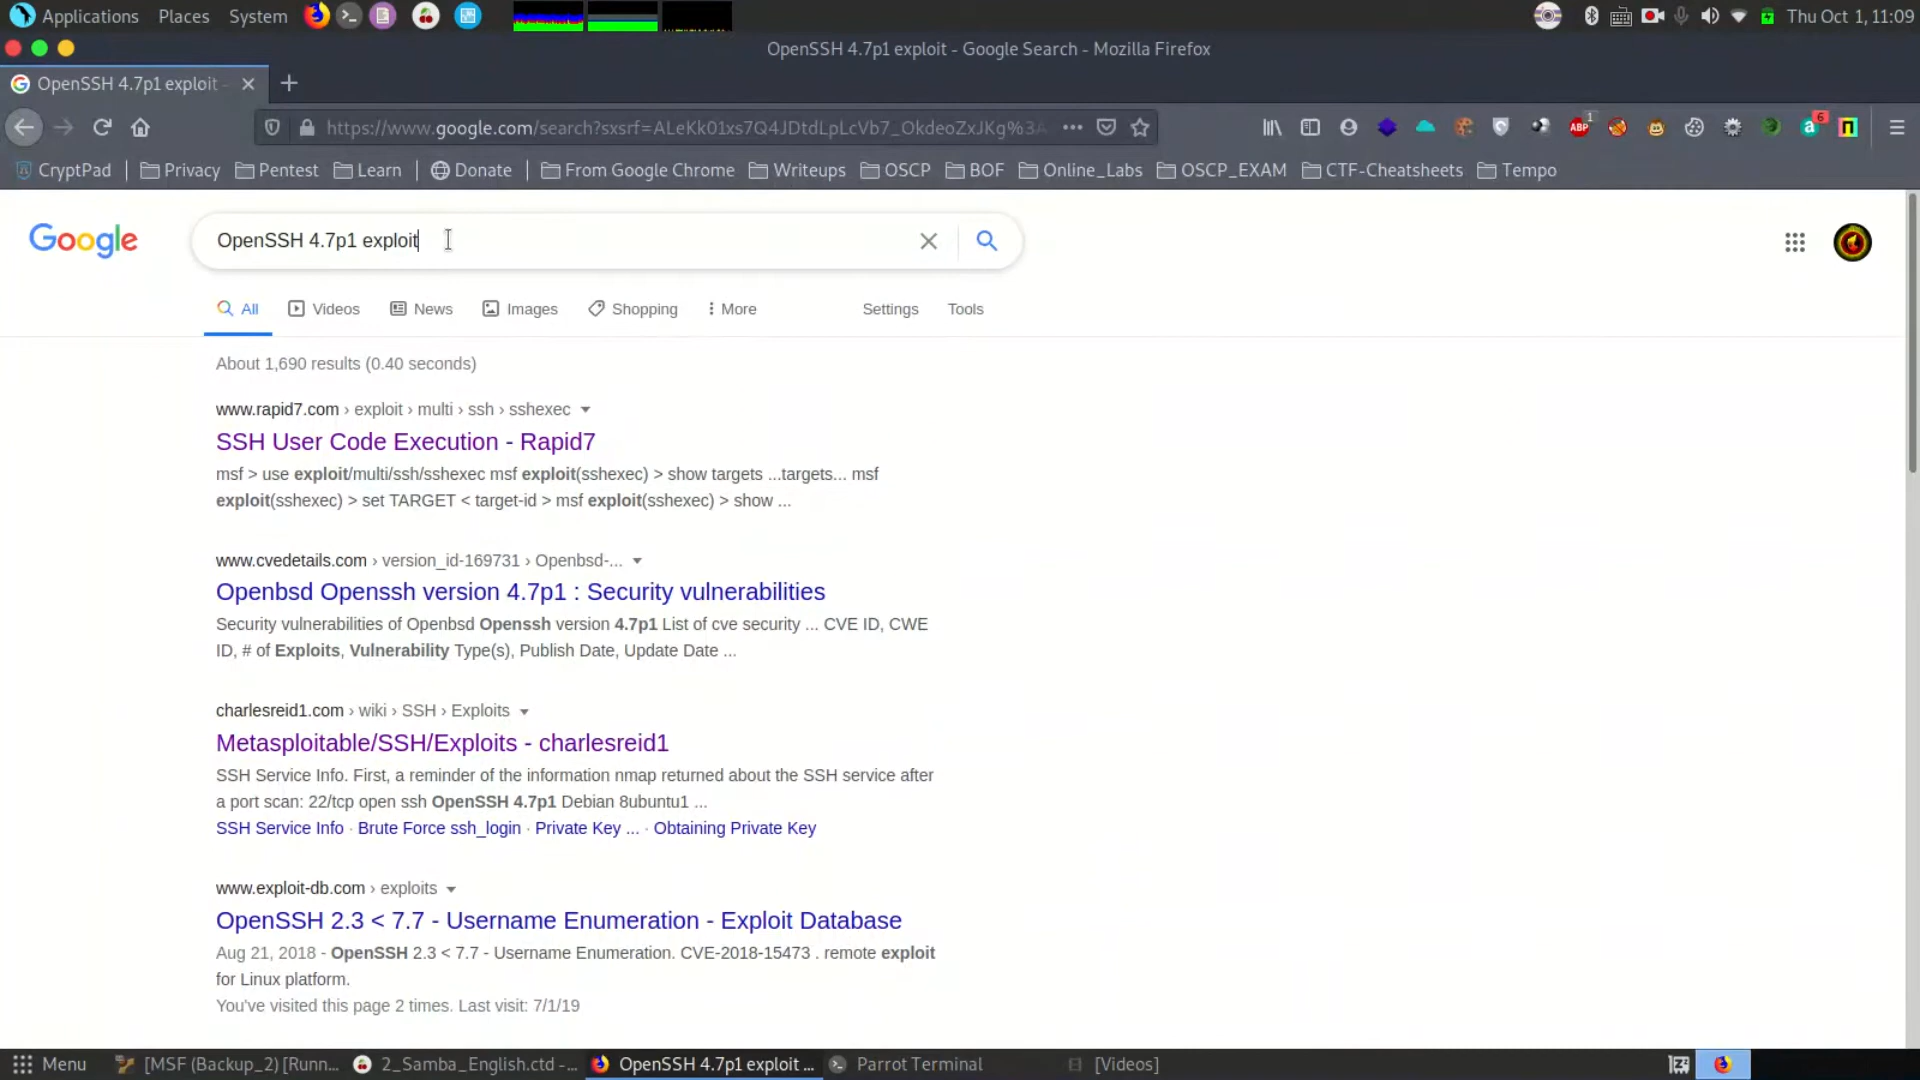 Applications Places System Thu Oct 1, 11:09
OpenSSH 4.7p1 exploit - Google Search - Mozilla Firefox
OpenSSH 4.7p1 exploit -
https://www.google.com/search?sxsrf=ALeKk01xs7Q4JDtdLpLcVb7_OkdeoZxJKg%3A ABP 1 6
CryptPad Privacy Pentest Learn Donate From Google Chrome Writeups OSCP BOF Online_Labs OSCP_EXAM CTF-Cheatsheets Tempo
Google OpenSSH 4.7p1 exploit
All Videos News Images Shopping More Settings Tools
About 1,690 results (0.40 seconds)
www.rapid7.com › exploit › multi › ssh › sshexec
SSH User Code Execution - Rapid7
msf > use exploit/multi/ssh/sshexec msf exploit(sshexec) > show targets ...targets... msf
exploit(sshexec) > set TARGET < target-id > msf exploit(sshexec) > show ...
www.cvedetails.com › version_id-169731 › Openbsd-...
Openbsd Openssh version 4.7p1 : Security vulnerabilities
Security vulnerabilities of Openbsd Openssh version 4.7p1 List of cve security ... CVE ID, CWE
ID, # of Exploits, Vulnerability Type(s), Publish Date, Update Date ...
charlesreid1.com › wiki › SSH › Exploits
Metasploitable/SSH/Exploits - charlesreid1
SSH Service Info. First, a reminder of the information nmap returned about the SSH service after
a port scan: 22/tcp open ssh OpenSSH 4.7p1 Debian 8ubuntu1 ...
SSH Service Info · Brute Force ssh_login · Private Key ... · Obtaining Private Key
www.exploit-db.com › exploits
OpenSSH 2.3 < 7.7 - Username Enumeration - Exploit Database
Aug 21, 2018 - OpenSSH 2.3 < 7.7 - Username Enumeration. CVE-2018-15473 . remote exploit
for Linux platform.
You've visited this page 2 times. Last visit: 7/1/19
Menu [MSF (Backup_2) [Runn... 2_Samba_English.ctd -... OpenSSH 4.7p1 exploit ... Parrot Terminal [Videos]